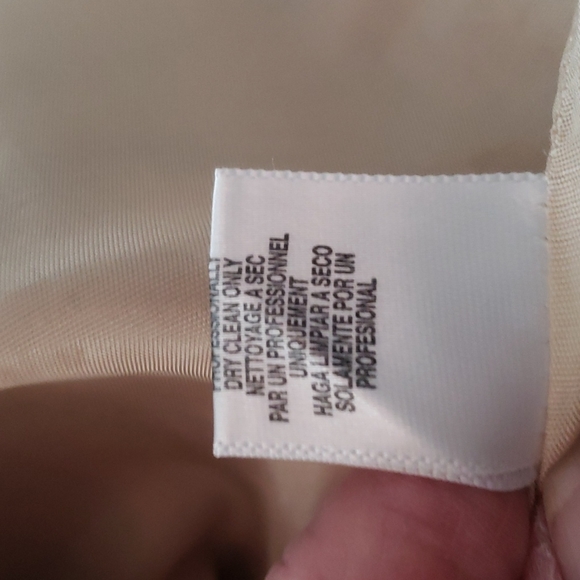 PROFESSIONALLY
DRY CLEAN ONLY
NETTOYAGE A SEC
PAR UN PROFESSIONNEL
UNIQUEMENT
HAGA LIMPIAR A SECO
SOLAMENTE POR UN
PROFESIONAL